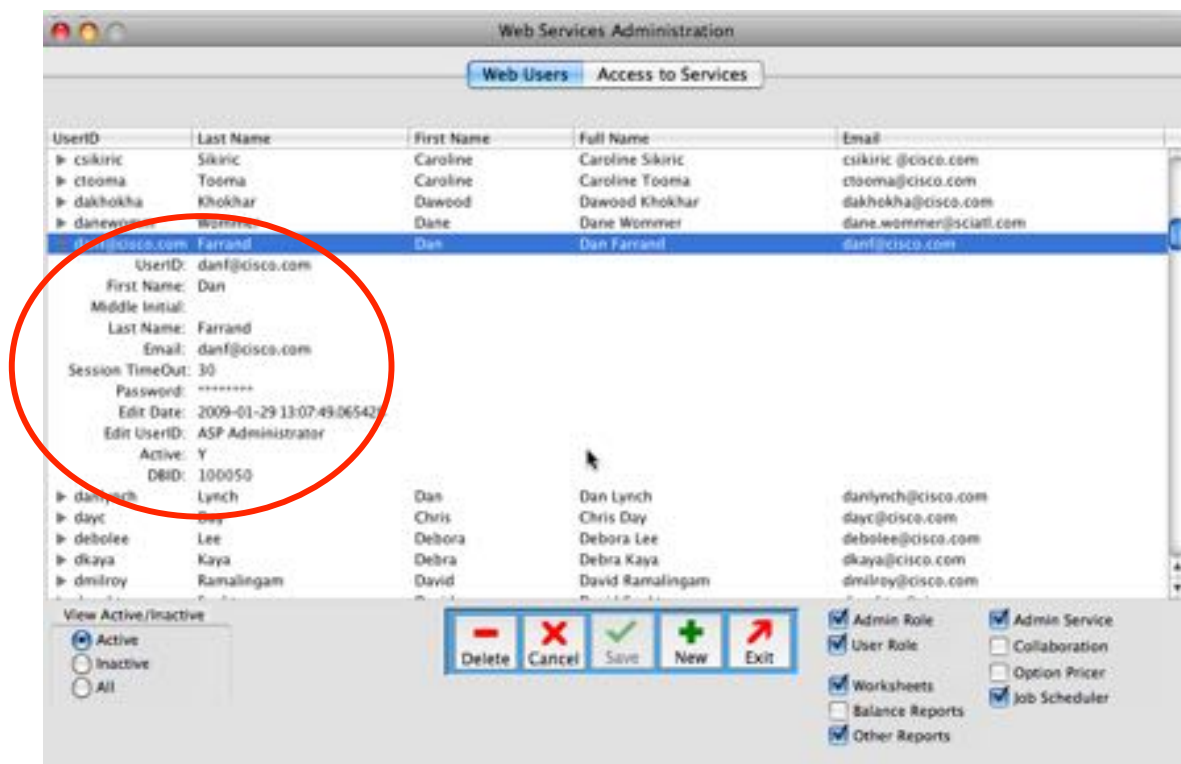 Web Services Administration
Web Users Access to Services
UserID Last Name First Name Full Name Email
csikiric Sikiric Caroline Caroline Sikiric csikiric @cisco.com
ctooma Tooma Caroline Caroline Tooma ctooma@cisco.com
dakhokha Khokhar Dawood Dawood Khokhar dakhokha@cisco.com
Wommer Dane Dane Wommer dane.wommer@sciatl.com
danf@cisco.com Farrand Dan Dan Farrand danf@cisco.com
UserID: danf@cisco.com
First Name: Dan
Middle Initial:
Last Name: Farrand
Email: danf@cisco.com
Session TimeOut: 30
Password: ********
Edit Date: 2009-01-29
Edit UserID: ASP Administrator
Active: Y
DBID: 100050
danlynch Lynch Dan Dan Lynch danlynch@cisco.com
dayc Day Chris Chris Day dayc@cisco.com
debolee Lee Debora Debora Lee debolee@cisco.com
dkaya Kaya Debra Debra Kaya dkaya@cisco.com
dmilroy Ramalingam David David Ramalingam dmilroy@cisco.com
View Active/Inactive
Active
Inactive
All
Delete Cancel Save New Exit
Admin Role
User Role
Worksheets
Balance Reports
Other Reports
Admin Service
Collaboration
Option Pricer
Job Scheduler